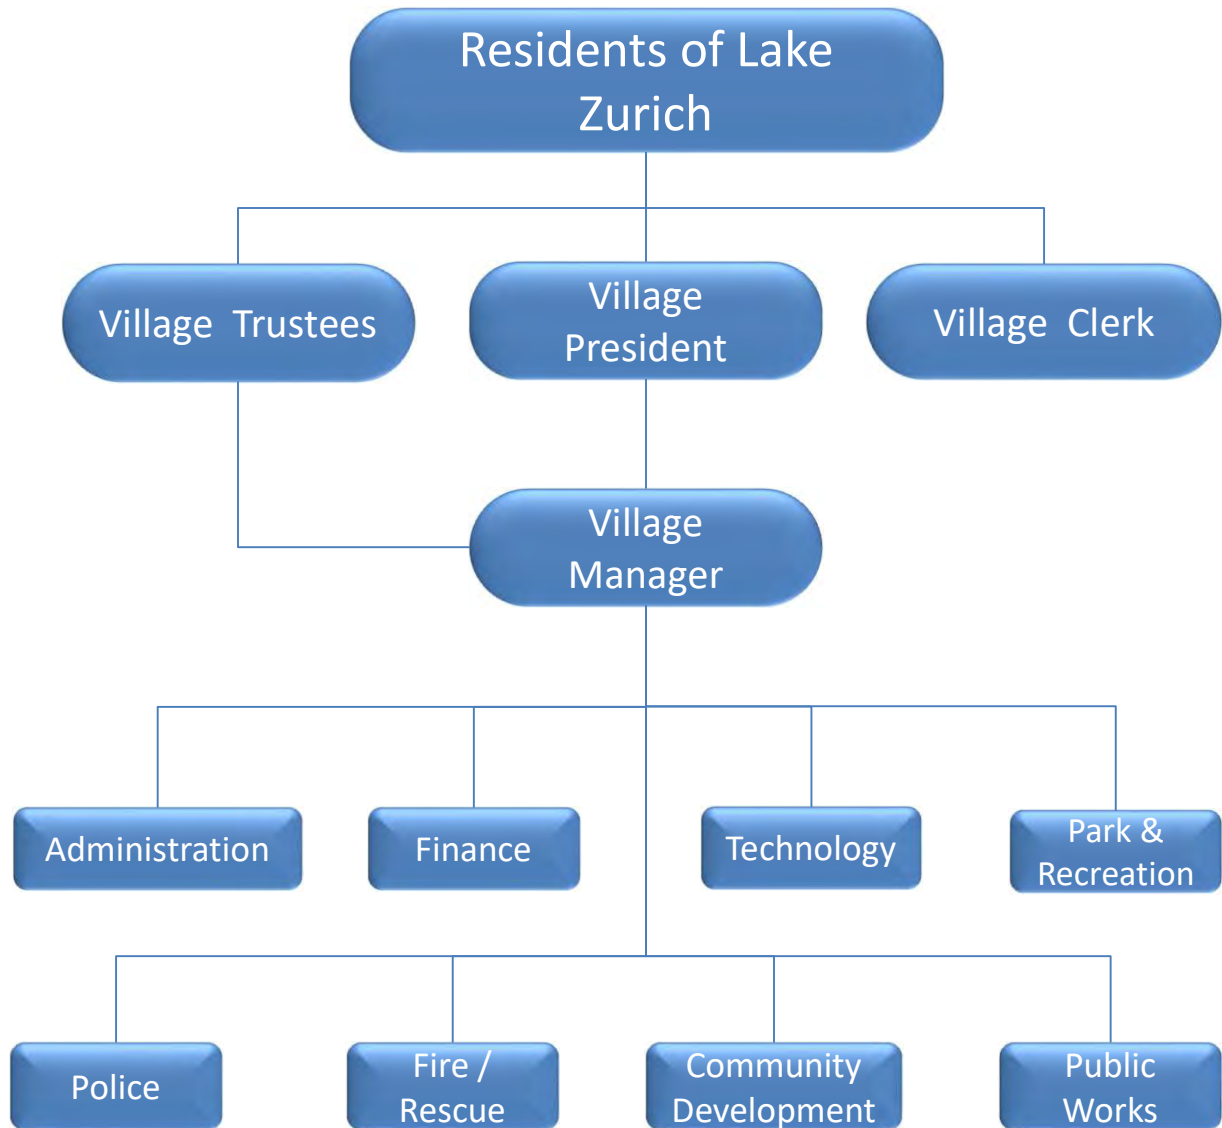 Residents of Lake
Zurich
Village Trustees
Village
President
Village Clerk
Village
Manager
Administration
Finance
Technology
Park &
Recreation
Police
Fire /
Rescue
Community
Development
Public
Works